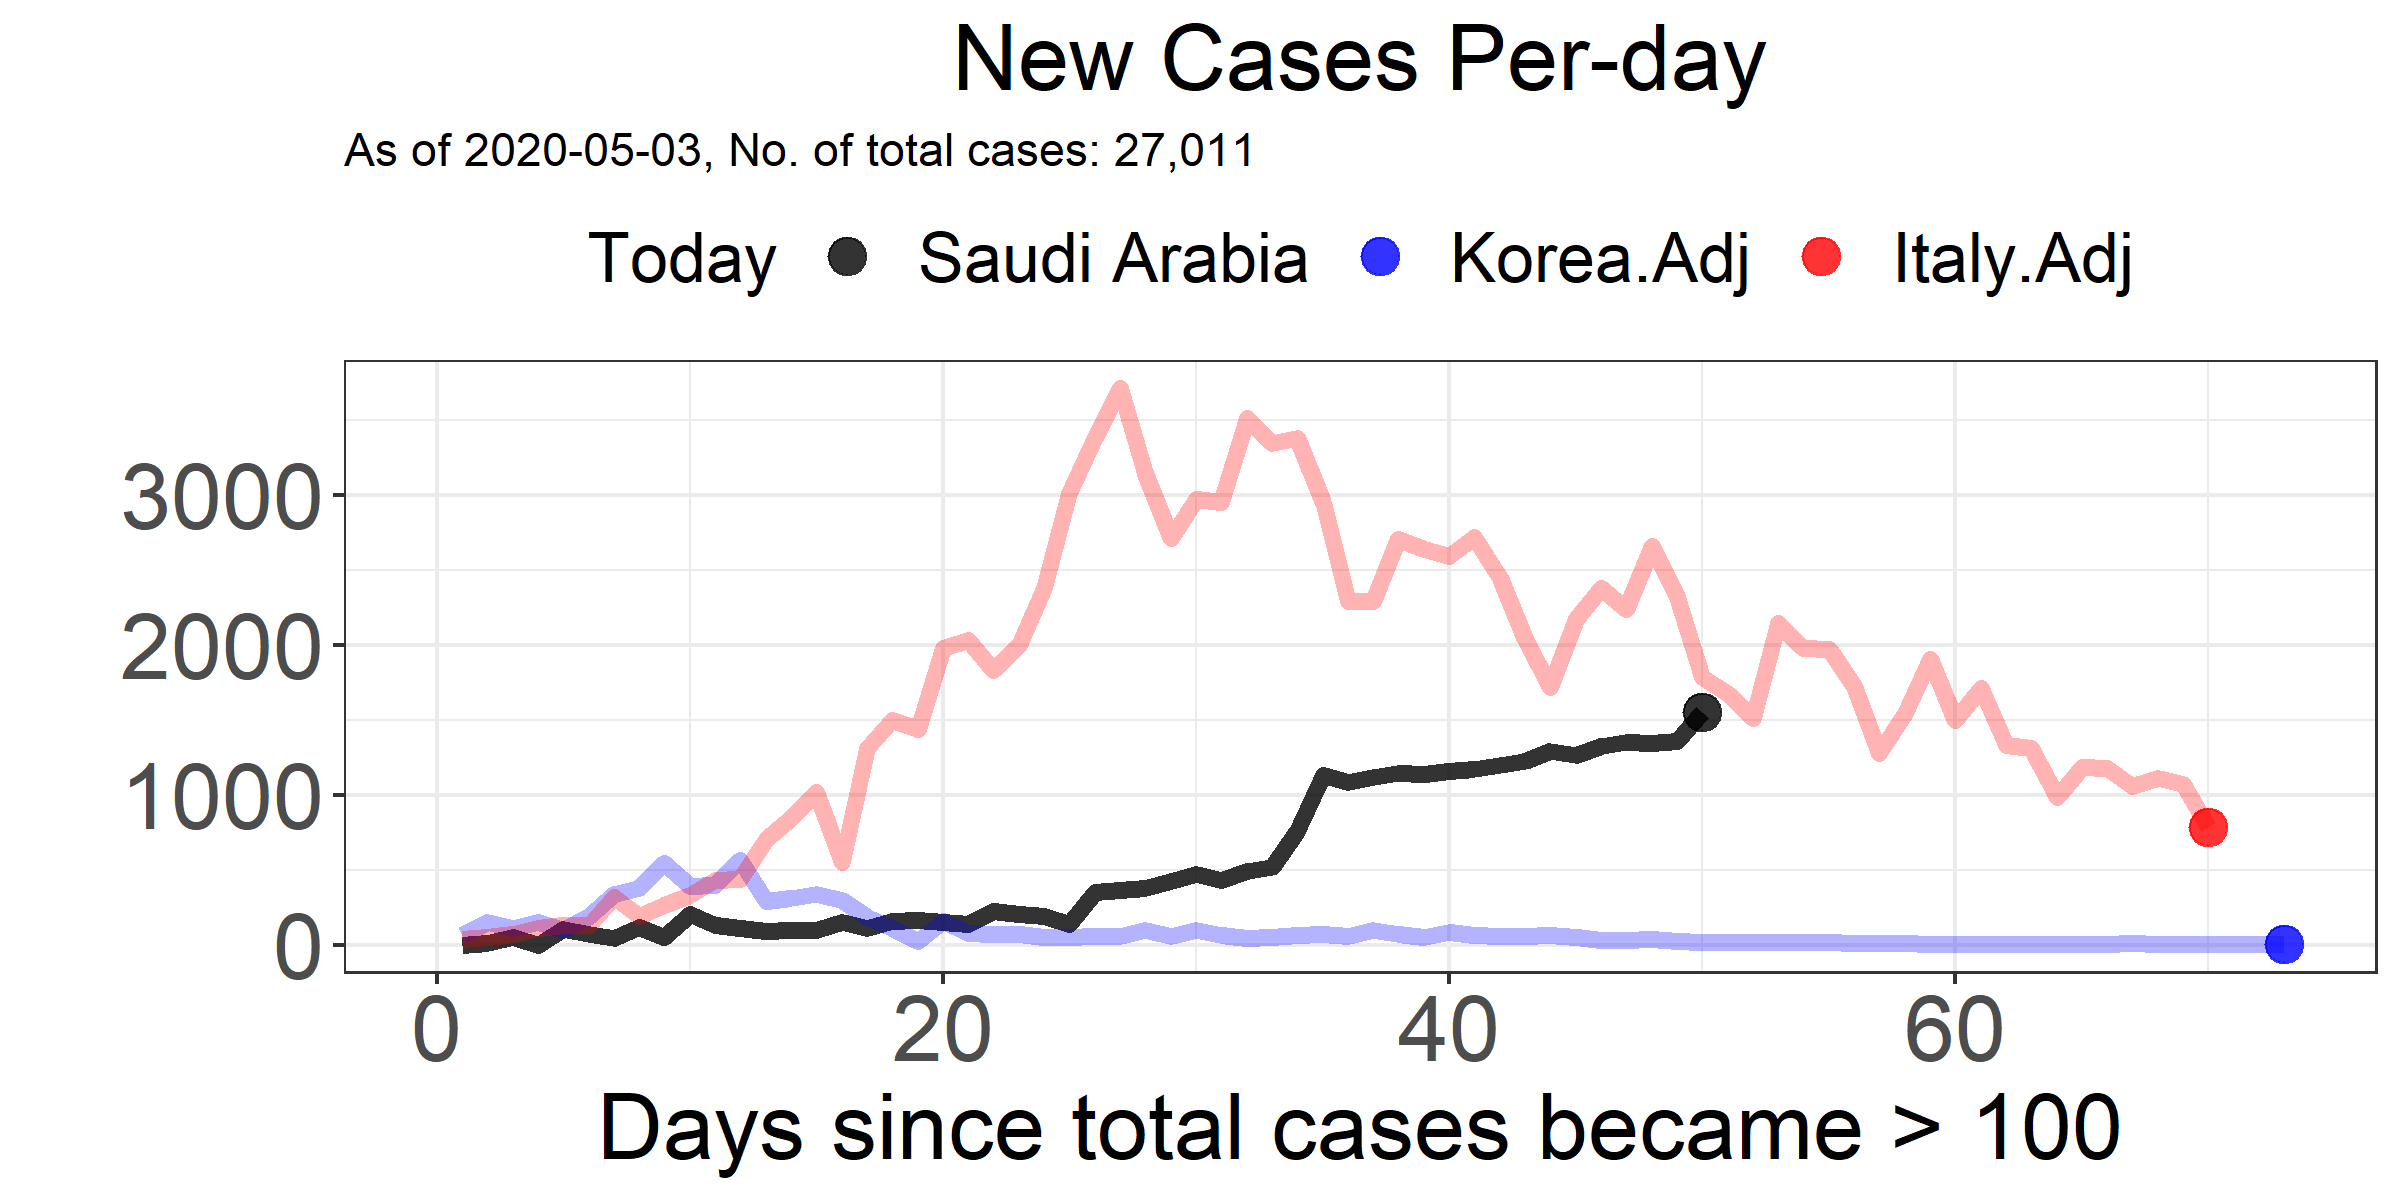 New Cases Per-day
As of 2020-05-03, No. of total cases: 27,011
Today Saudi Arabia Korea.Adj Italy.Adj
3000
2000
1000
0
0 20 40 60
Days since total cases became > 100